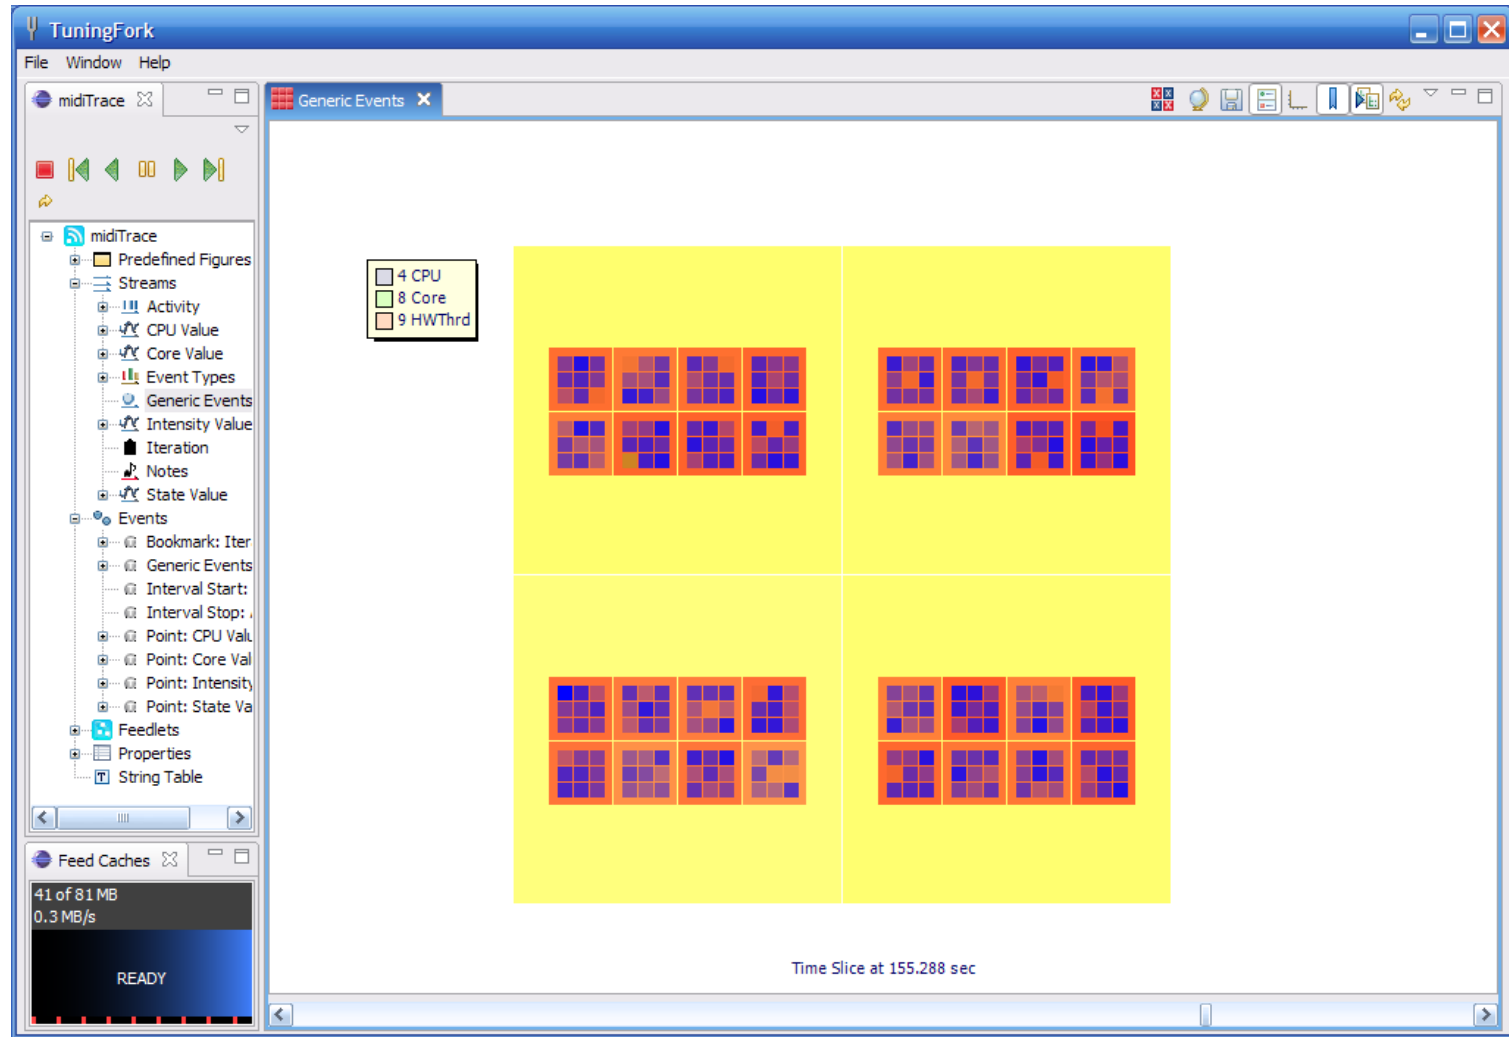 TuningFork
File Window Help
midiTrace
Generic Events
midiTrace
Predefined Figures
Streams
Activity
CPU Value
Core Value
Event Types
Generic Events
Intensity Value
Iteration
Notes
State Value
Events
Bookmark: Iter
Generic Events
Interval Start:
Interval Stop:
Point: CPU Valu
Point: Core Val
Point: Intensity
Point: State Va
Feedlets
Properties
String Table
Feed Caches
41 of 81 MB
0.3 MB/s
READY
4 CPU
8 Core
9 HWThrd
Time Slice at 155.288 sec